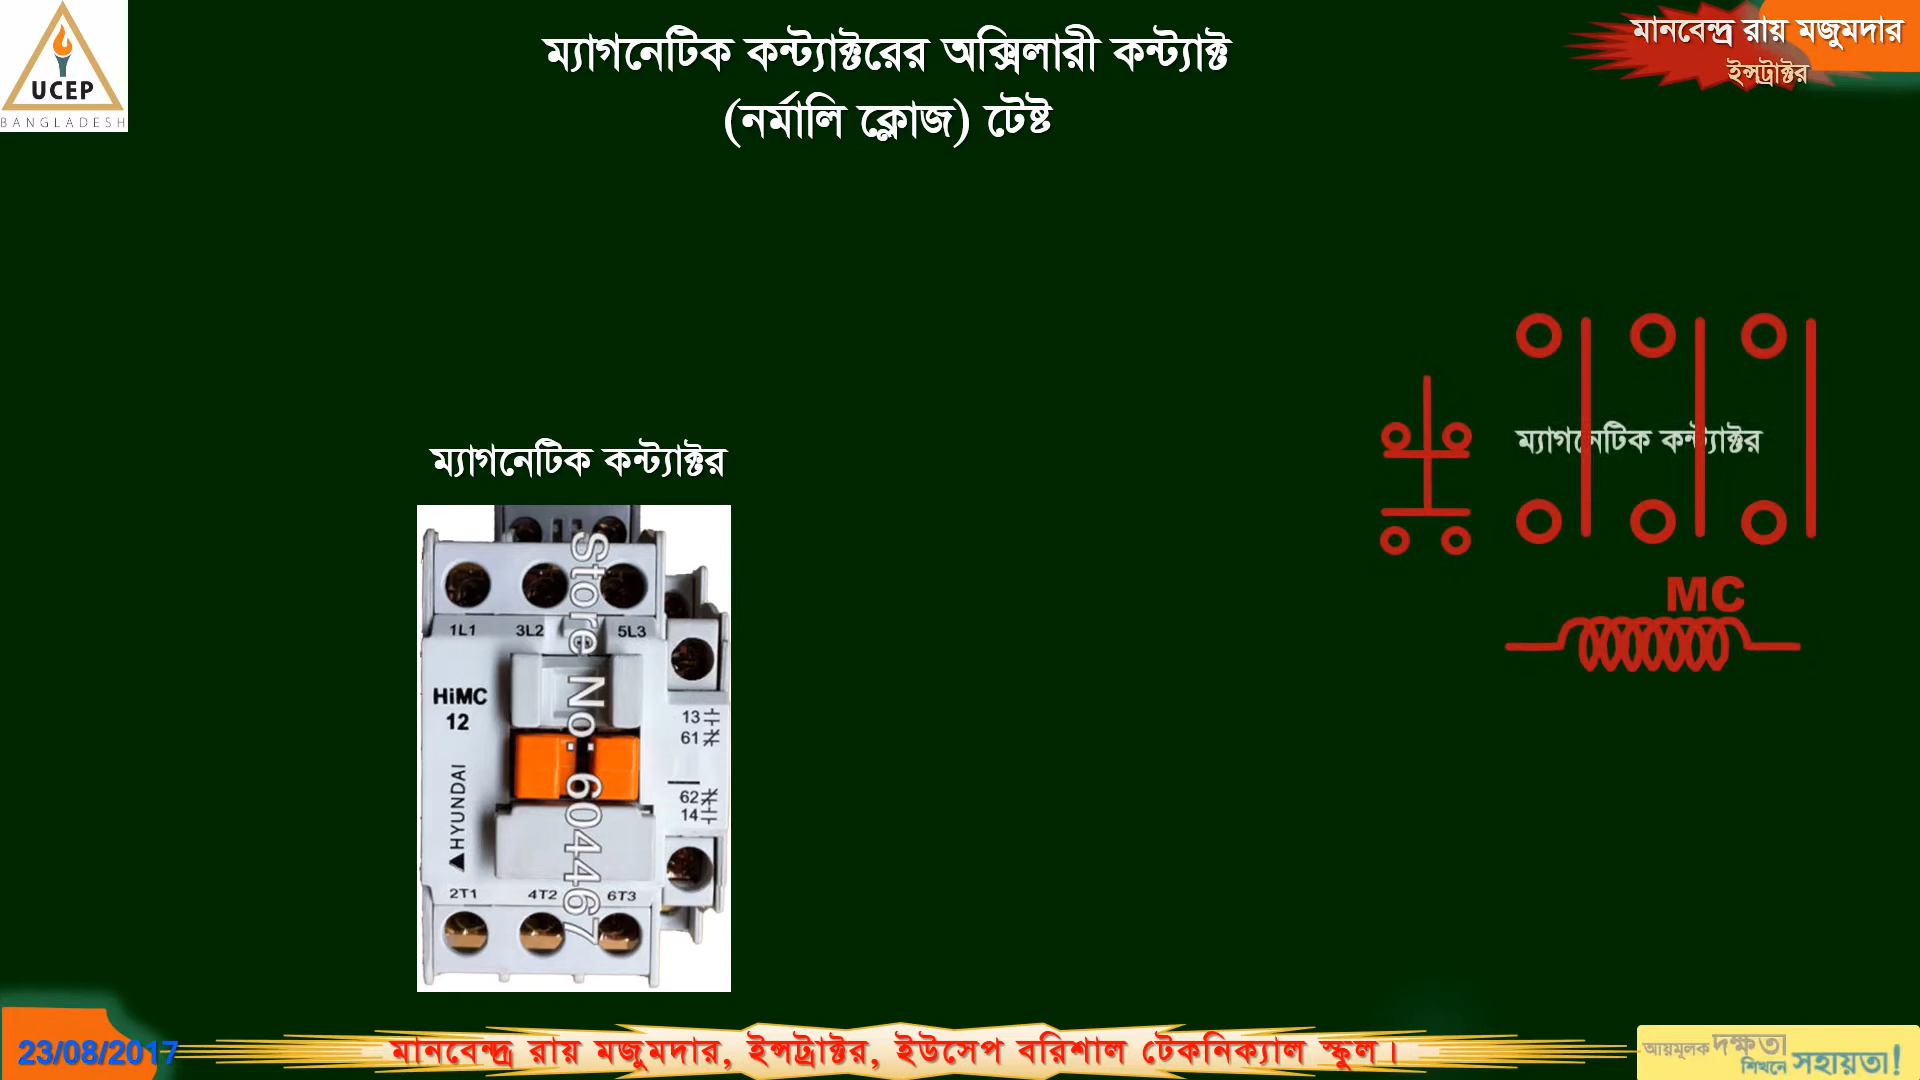 UCEP
BANGLADESH
ম্যাগনেটিক কন্ট্যাক্টরের অক্সিলারী কন্ট্যাক্ট
(নর্মালি ক্লোজ) টেষ্ট
মানবেন্দ্র রায় মজুমদার
ইন্সট্রাক্টর
ম্যাগনেটিক কন্ট্যাক্টর
ম্যাগনেটিক কন্ট্যাক্টর
MC
1L1 3L2 5L3
HiMC
12
HYUNDAI
Store No 604467
13
61
62
14
2T1 4T2 6T3
23/08/2017
মানবেন্দ্র রায় মজুমদার, ইন্সট্রাক্টর, ইউসেপ বরিশাল টেকনিক্যাল স্কুল।
আয়মূলক দক্ষতা
শিখনে সহায়তা!